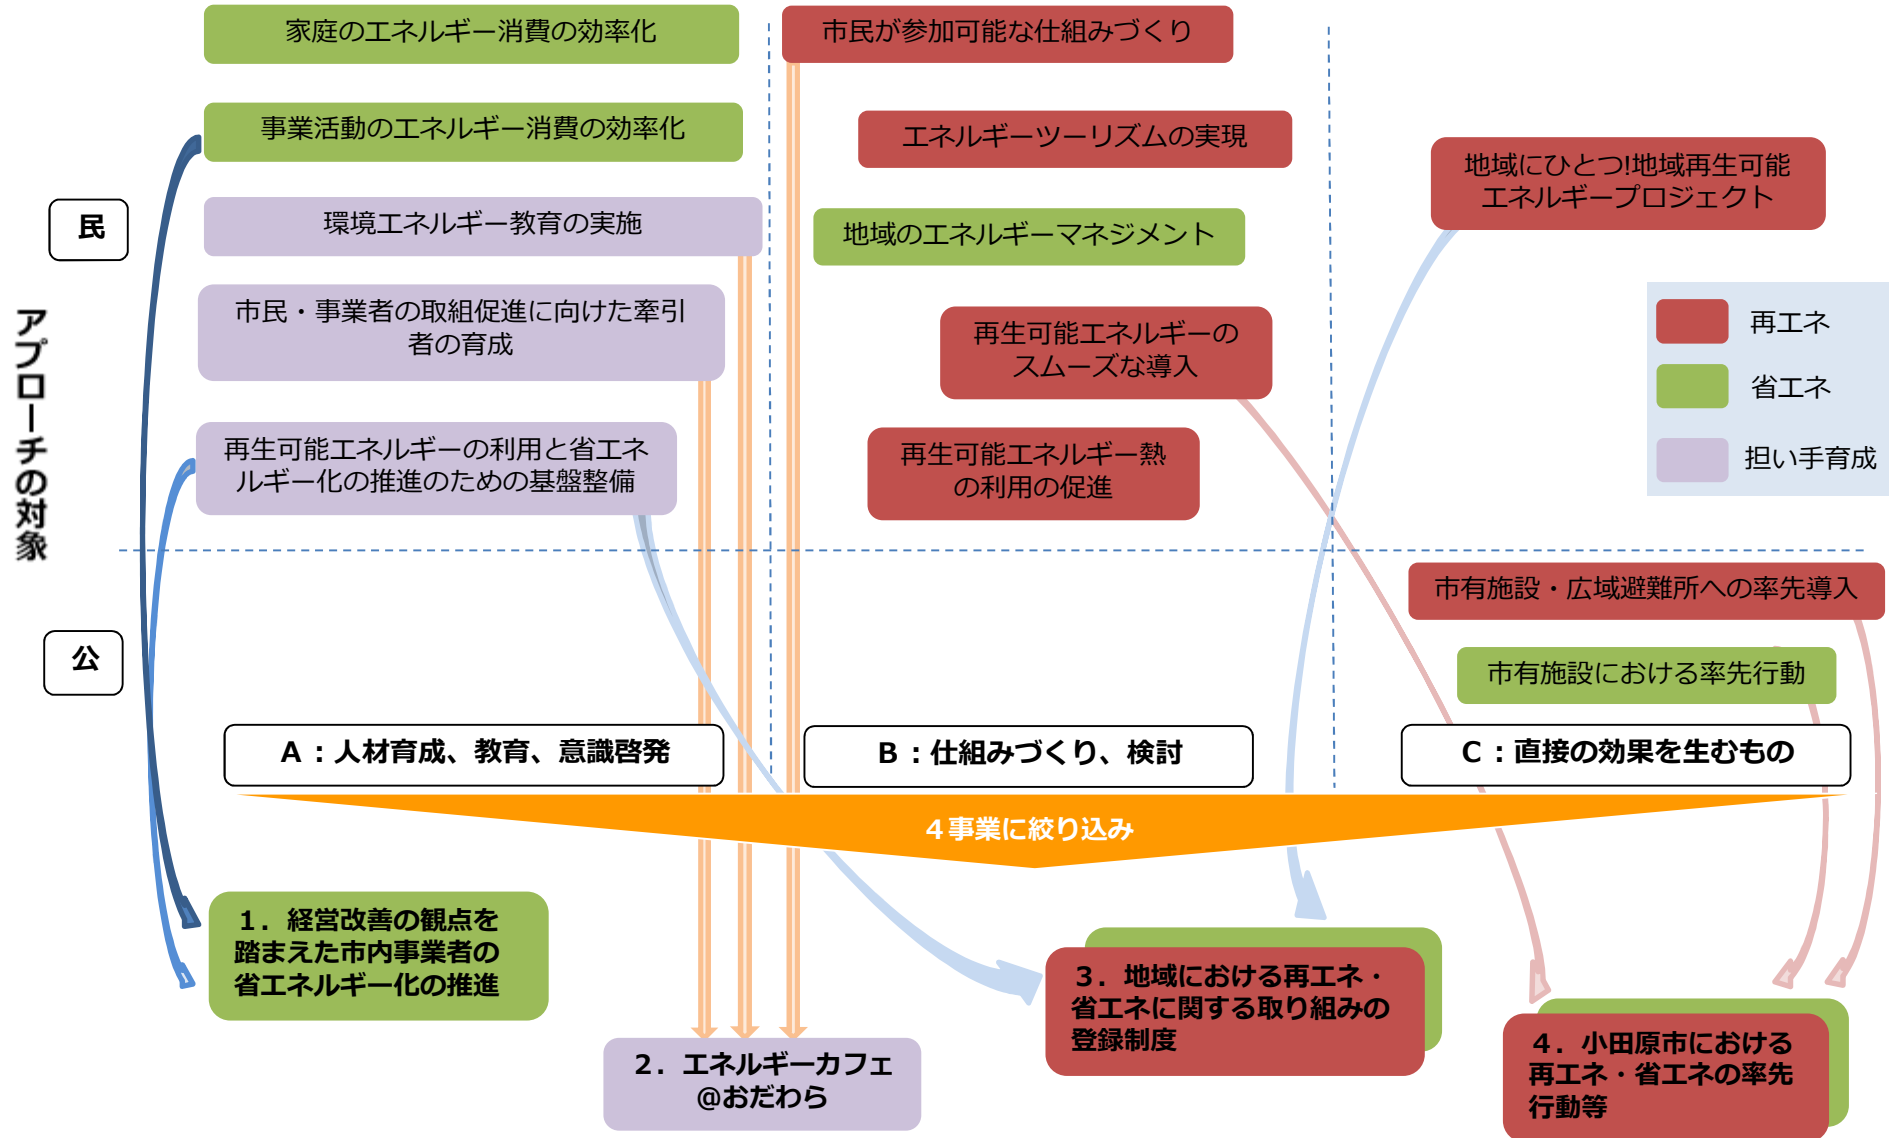 家庭のエネルギー消費の効率化
市民が参加可能な仕組みづくり
事業活動のエネルギー消費の効率化
エネルギーツーリズムの実現
地域にひとつ!地域再生可能
エネルギープロジェクト
民
環境エネルギー教育の実施
地域のエネルギーマネジメント
アプローチの対象
市民・事業者の取組促進に向けた牽引
者の育成
再生可能エネルギーの
スムーズな導入
再エネ
省エネ
担い手育成
再生可能エネルギーの利用と省エネ
ルギー化の推進のための基盤整備
再生可能エネルギー熱
の利用の促進
市有施設・広域避難所への率先導入
公
市有施設における率先行動
A：人材育成、教育、意識啓発
B：仕組みづくり、検討
C：直接の効果を生むもの
４事業に絞り込み
１．経営改善の観点を
踏まえた市内事業者の
省エネルギー化の推進
２．エネルギーカフェ
@おだわら
３．地域における再エネ・
省エネに関する取り組みの
登録制度
４．小田原市における
再エネ・省エネの率先
行動等